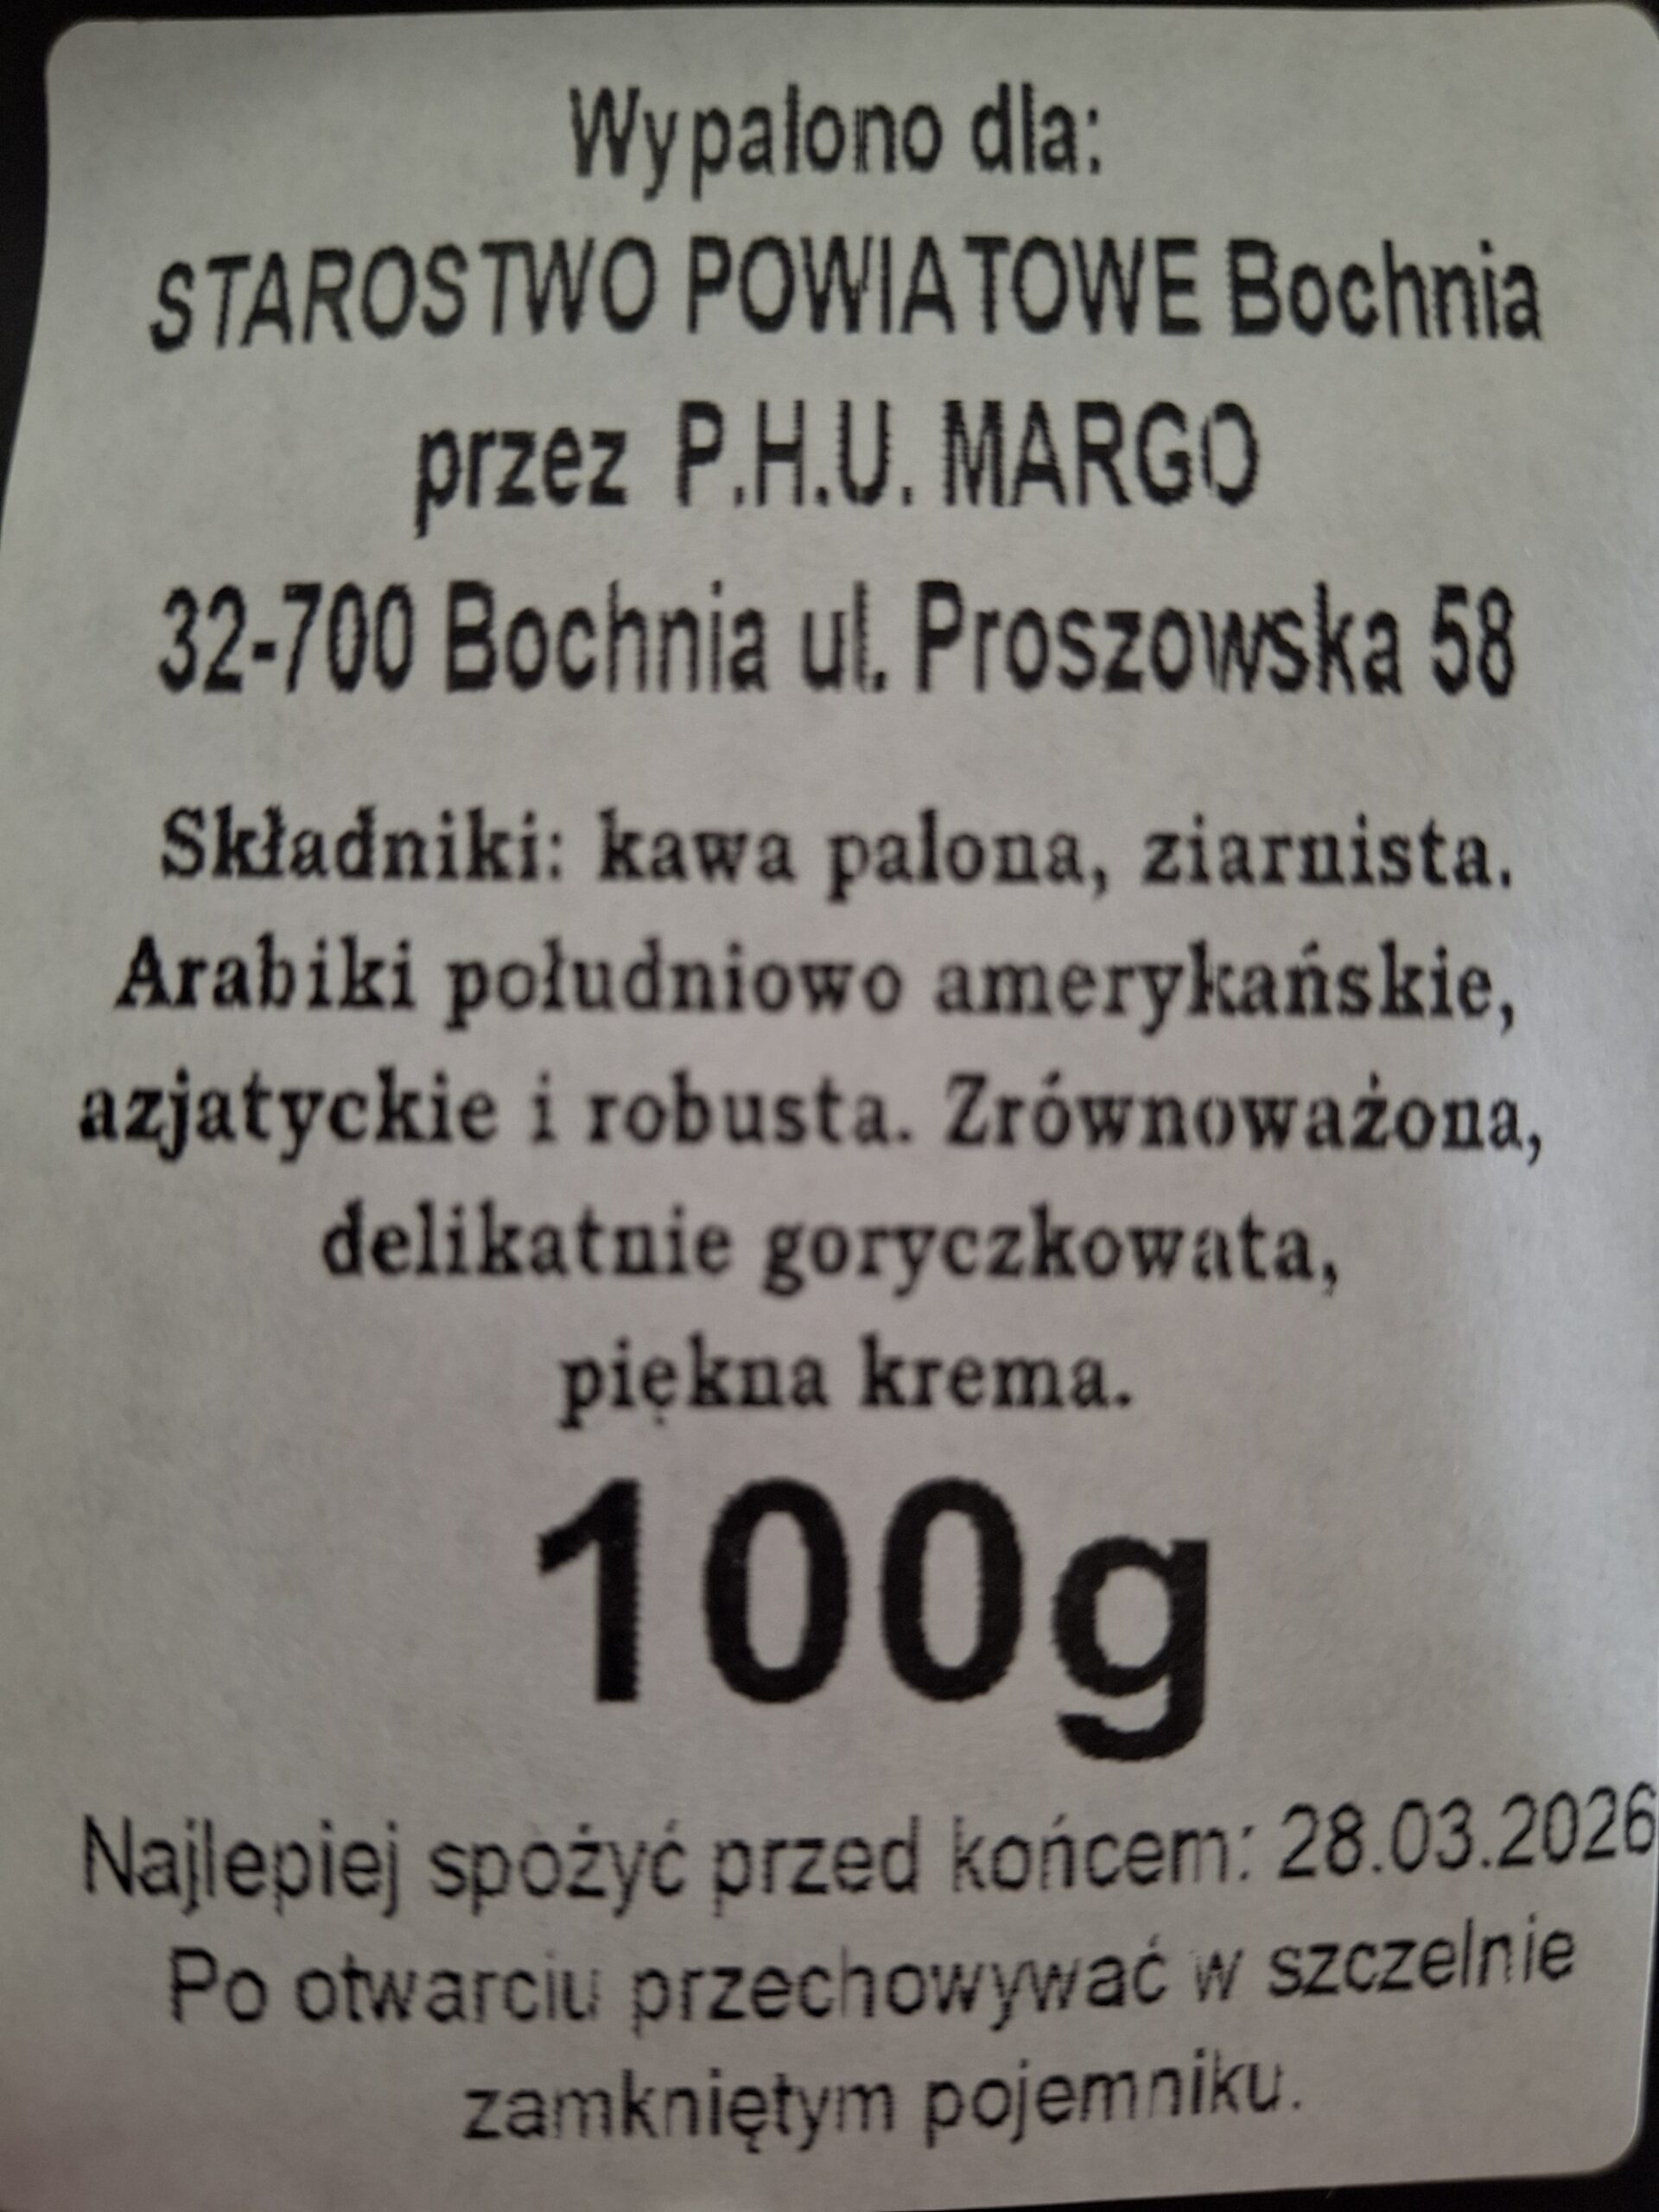 Wypalono dla:
STAROSTWO POWIATOWE Bochnia
przez P.H.U. MARGO
32-700 Bochnia ul. Proszowska 58
Składniki: kawa palona, ziarnista.
Arabiki południowo amerykańskie,
azjatyckie i robusta. Zrównoważona,
delikatnie goryczkowata,
piękna krema.
100g
Najlepiej spożyć przed końcem: 28.03.2026
Po otwarciu przechowywać w szczelnie
zamkniętym pojemniku.